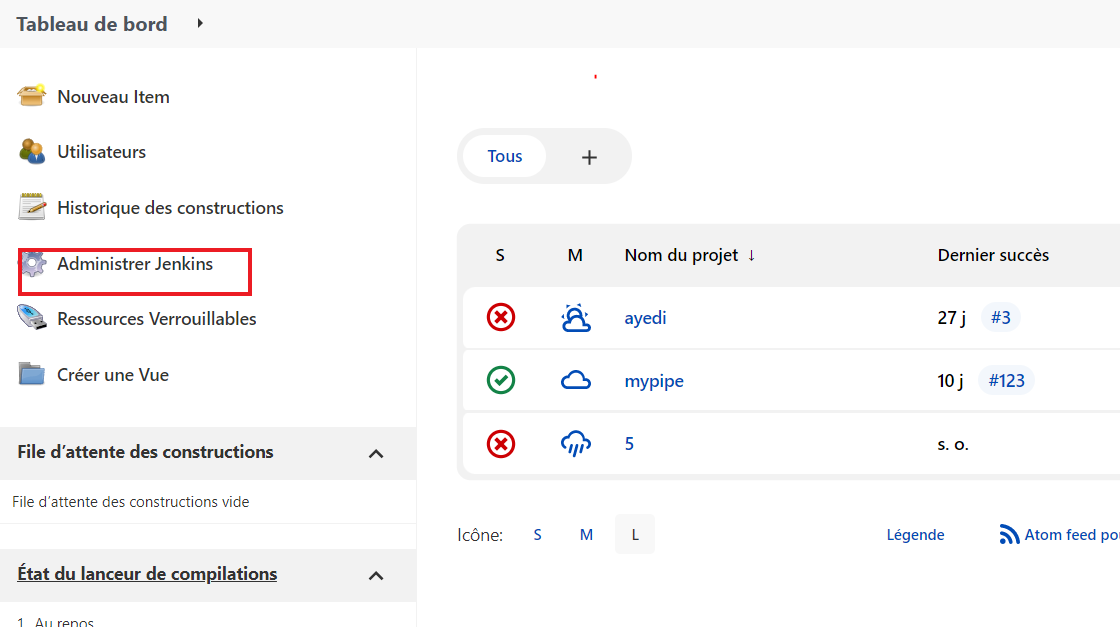 Tableau de bord
Nouveau Item
Utilisateurs
Historique des constructions
Administrer Jenkins
Ressources Verrouillables
Créer une Vue
File d’attente des constructions
File d’attente des constructions vide
État du lanceur de compilations
1 Au repos
Tous +
S M Nom du projet ↓ Dernier succès
ayedi 27 j #3
mypipe 10 j #123
5 s. o.
Icône: S M L
Légende
Atom feed po